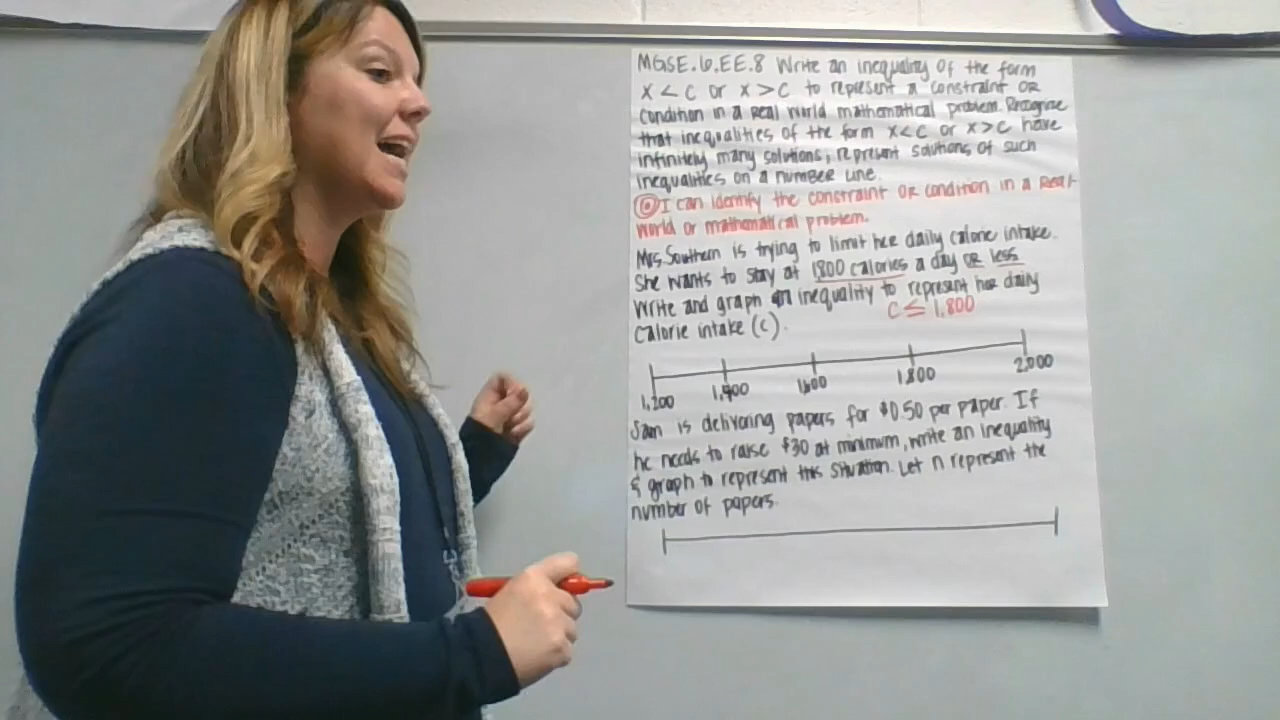 MGSE.6.EE.8 Write an inequality of the form
x < c or x > c to represent a constraint or
condition in a real world mathematical problem. Recognize
that inequalities of the form x<c or x>c have
infinitely many solutions; represent solutions of such
inequalities on a number line.
I can identify the constraint or condition in a real-
world or mathematical problem.
Mrs. Southern is trying to limit her daily calorie intake.
She wants to stay at 1800 calories a day or less.
Write and graph an inequality to represent her daily
calorie intake (c).
c ≤ 1,800
1,200 1,400 1,600 1,800 2,000
Sam is delivering papers for $0.50 per paper. If
he needs to raise $30 at minimum, write an inequality
& graph to represent this situation. Let n represent the
number of papers.